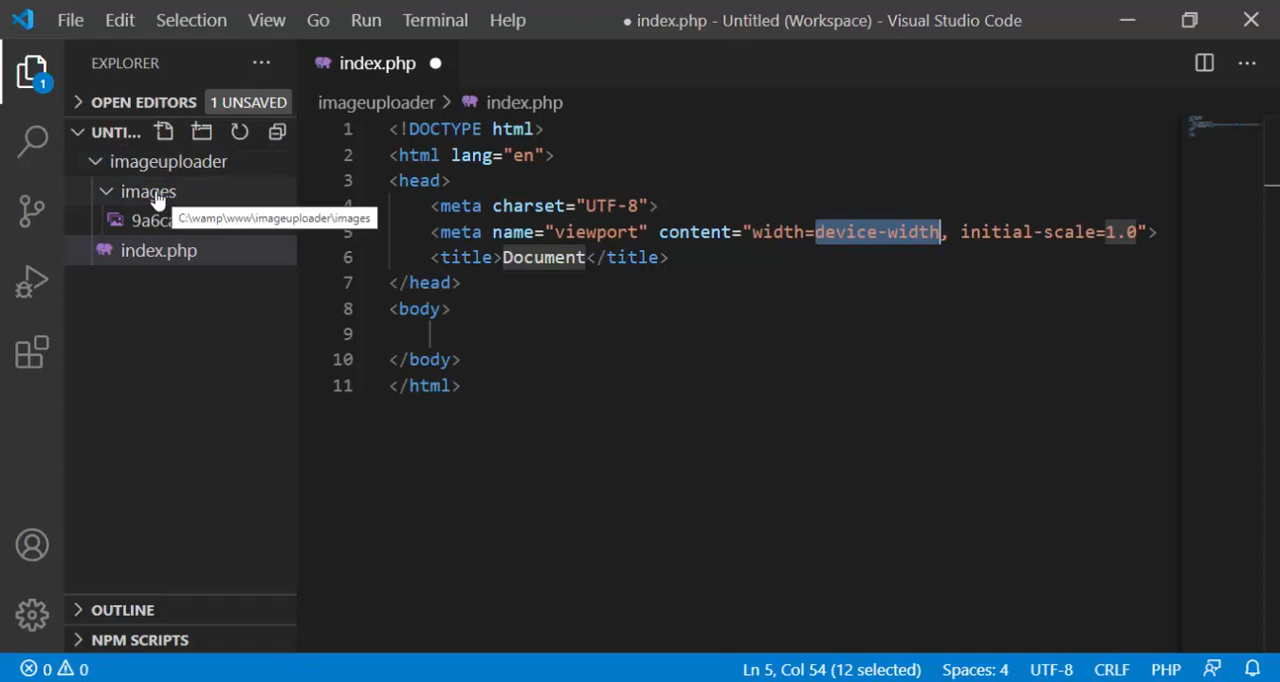 File Edit Selection View Go Run Terminal Help ● index.php - Untitled (Workspace) - Visual Studio Code
EXPLORER ··· index.php ●
1
OPEN EDITORS 1 UNSAVED
imageuploader > index.php
UNTI...
imageuploader
images
9a6c
C:\wamp\www\imageuploader\images
index.php
1 <!DOCTYPE html>
2 <html lang="en">
3 <head>
4 <meta charset="UTF-8">
5 <meta name="viewport" content="width=device-width, initial-scale=1.0">
6 <title>Document</title>
7 </head>
8 <body>
9
10 </body>
11 </html>
OUTLINE
NPM SCRIPTS
0 0 Ln 5, Col 54 (12 selected) Spaces: 4 UTF-8 CRLF PHP